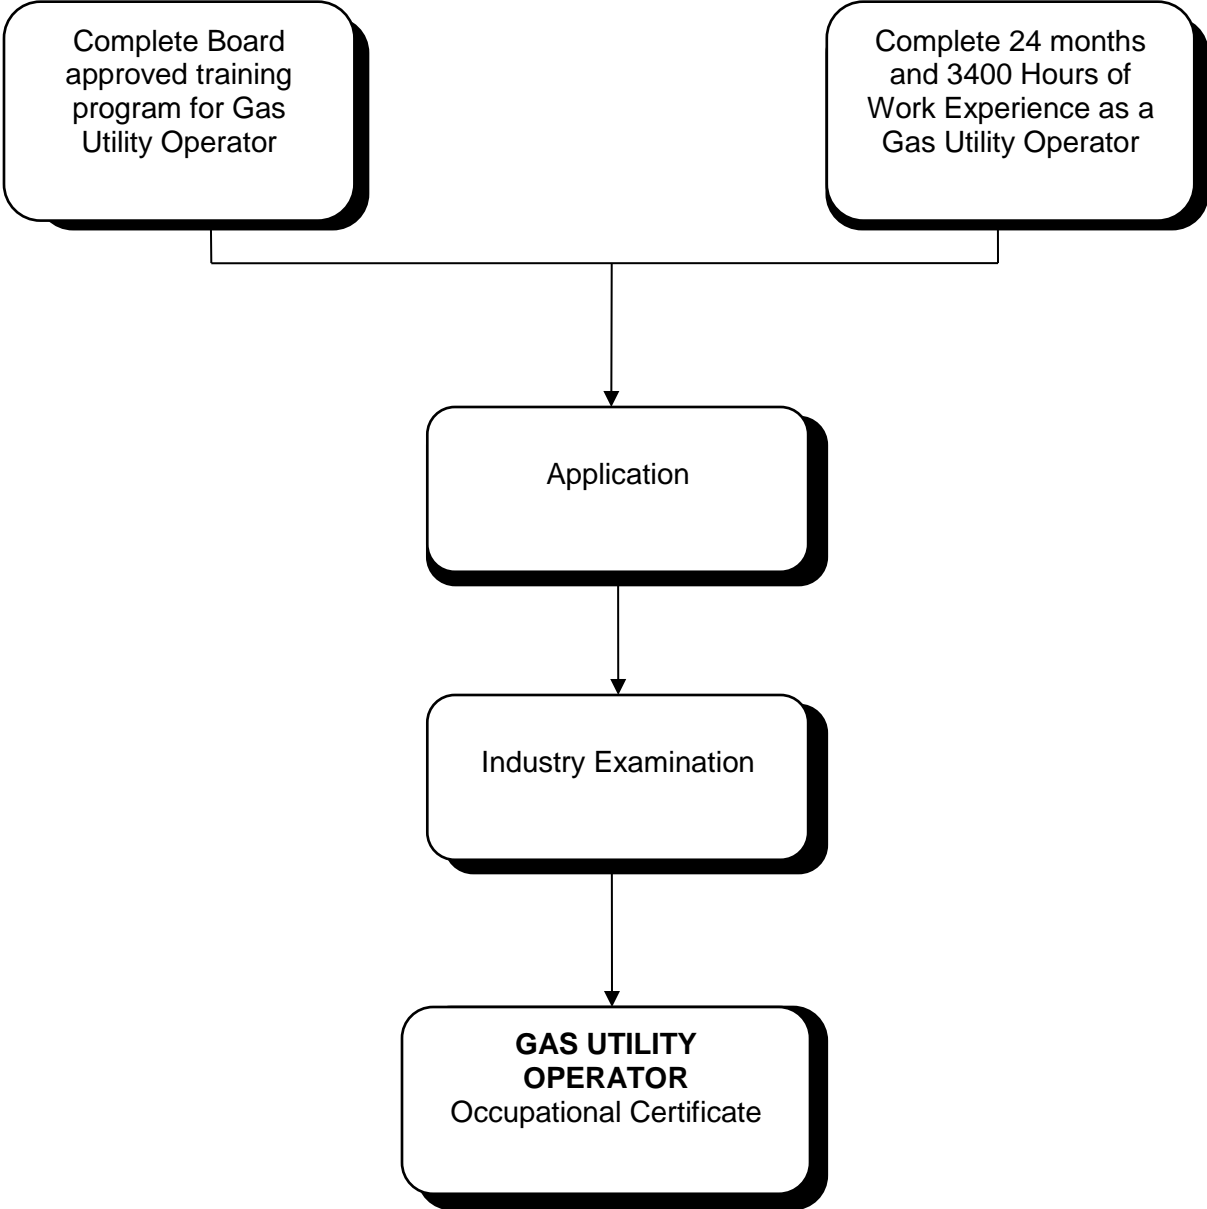 Complete Board
approved training
program for Gas
Utility Operator
Complete 24 months
and 3400 Hours of
Work Experience as a
Gas Utility Operator
Application
Industry Examination
GAS UTILITY
OPERATOR
Occupational Certificate